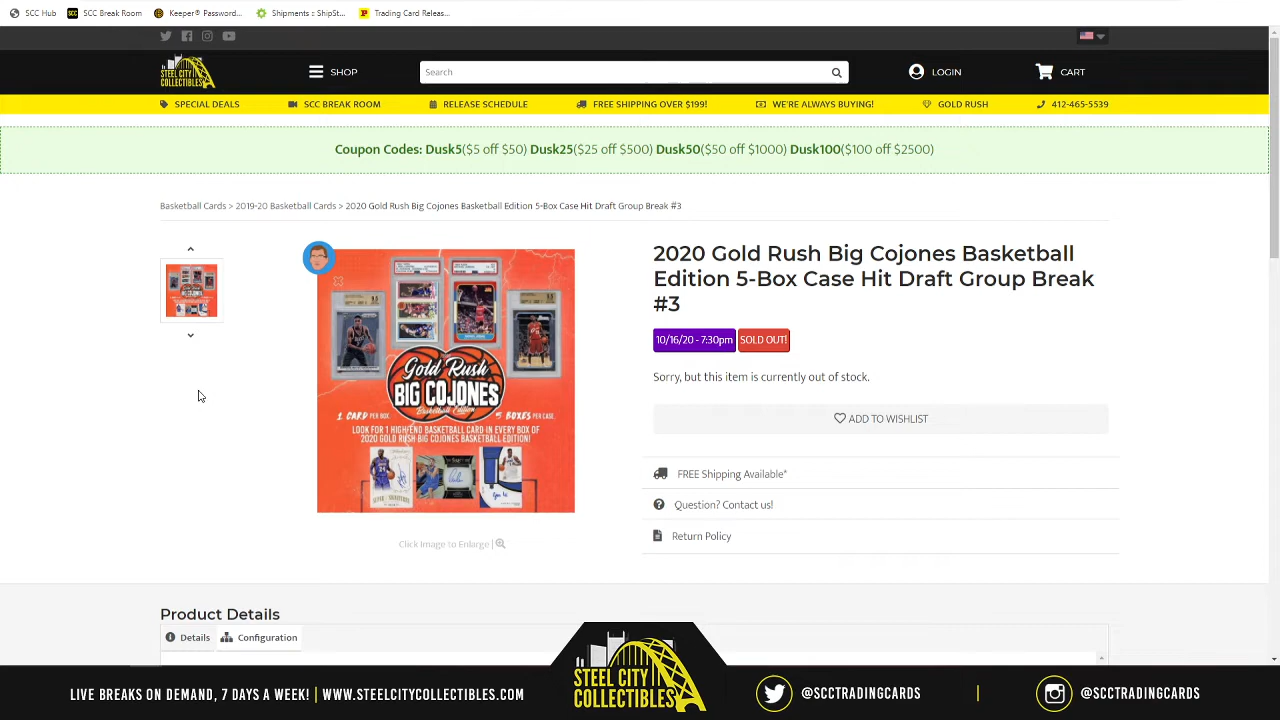 SCC Hub SCC Break Room Keeper® Password... Shipments :: ShipSt... Trading Card Releas...
STEEL CITY
COLLECTIBLES
SHOP Search LOGIN CART
SPECIAL DEALS SCC BREAK ROOM RELEASE SCHEDULE FREE SHIPPING OVER $199! WE'RE ALWAYS BUYING! GOLD RUSH 412-465-5539
Coupon Codes: Dusk5($5 off $50) Dusk25($25 off $500) Dusk50($50 off $1000) Dusk100($100 off $2500)
Basketball Cards > 2019-20 Basketball Cards > 2020 Gold Rush Big Cojones Basketball Edition 5-Box Case Hit Draft Group Break #3
2020 Gold Rush Big Cojones Basketball
Edition 5-Box Case Hit Draft Group Break
#3
10/16/20 - 7:30pm SOLD OUT!
Sorry, but this item is currently out of stock.
ADD TO WISHLIST
FREE Shipping Available*
Question? Contact us!
Return Policy
Gold Rush
BIG COJONES
Basketball Edition
1 CARD PER BOX. 5 BOXES PER CASE.
LOOK FOR 1 HIGH-END BASKETBALL CARD IN EVERY BOX OF
2020 GOLD RUSH BIG COJONES BASKETBALL EDITION!
Click Image to Enlarge |
Product Details
Details Configuration
LIVE BREAKS ON DEMAND, 7 DAYS A WEEK! | WWW.STEELCITYCOLLECTIBLES.COM
STEEL CITY
COLLECTIBLES
@SCCTRADINGCARDS | @SCCTRADINGCARDS